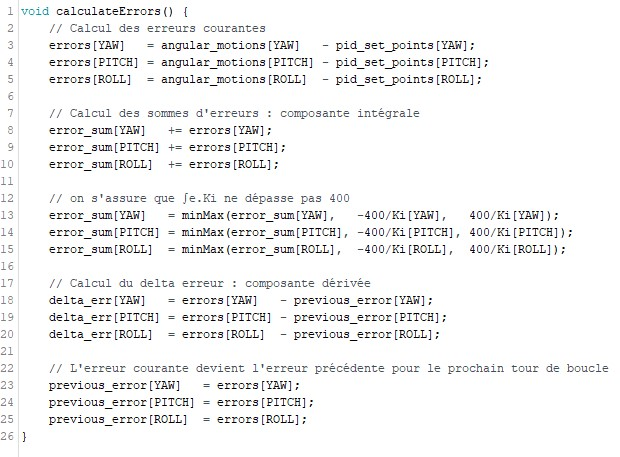 1 void calculateErrors() {
2     // Calcul des erreurs courantes
3     errors[YAW]   = angular_motions[YAW]   - pid_set_points[YAW];
4     errors[PITCH] = angular_motions[PITCH] - pid_set_points[PITCH];
5     errors[ROLL]  = angular_motions[ROLL]  - pid_set_points[ROLL];
6
7     // Calcul des sommes d'erreurs : composante intégrale
8     error_sum[YAW]   += errors[YAW];
9     error_sum[PITCH] += errors[PITCH];
10     error_sum[ROLL]  += errors[ROLL];
11
12     // on s'assure que ∫e.Ki ne dépasse pas 400
13     error_sum[YAW]   = minMax(error_sum[YAW],   -400/Ki[YAW],   400/Ki[YAW]);
14     error_sum[PITCH] = minMax(error_sum[PITCH], -400/Ki[PITCH], 400/Ki[PITCH]);
15     error_sum[ROLL]  = minMax(error_sum[ROLL],  -400/Ki[ROLL],  400/Ki[ROLL]);
16
17     // Calcul du delta erreur : composante dérivée
18     delta_err[YAW]   = errors[YAW]   - previous_error[YAW];
19     delta_err[PITCH] = errors[PITCH] - previous_error[PITCH];
20     delta_err[ROLL]  = errors[ROLL]  - previous_error[ROLL];
21
22     // L'erreur courante devient l'erreur précédente pour le prochain tour de boucle
23     previous_error[YAW]   = errors[YAW];
24     previous_error[PITCH] = errors[PITCH];
25     previous_error[ROLL]  = errors[ROLL];
26 }